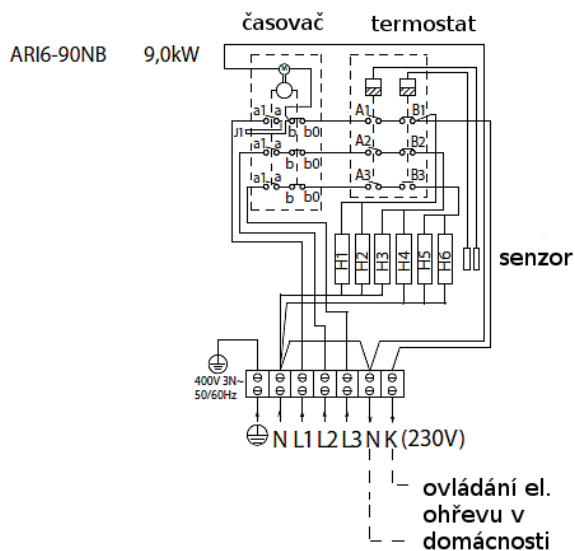 časovač termostat
ARI6-90NB 9,0kW
M
a1 a A1 B1
J1 b b0
a1 a A2 B2
b b0
a1 a A3 B3
b b0
H1 H2 H3 H4 H5 H6
senzor
400V 3N~
50/60Hz
N L1 L2 L3 N K (230V)
ovládání el.
ohřevu v
domácnosti